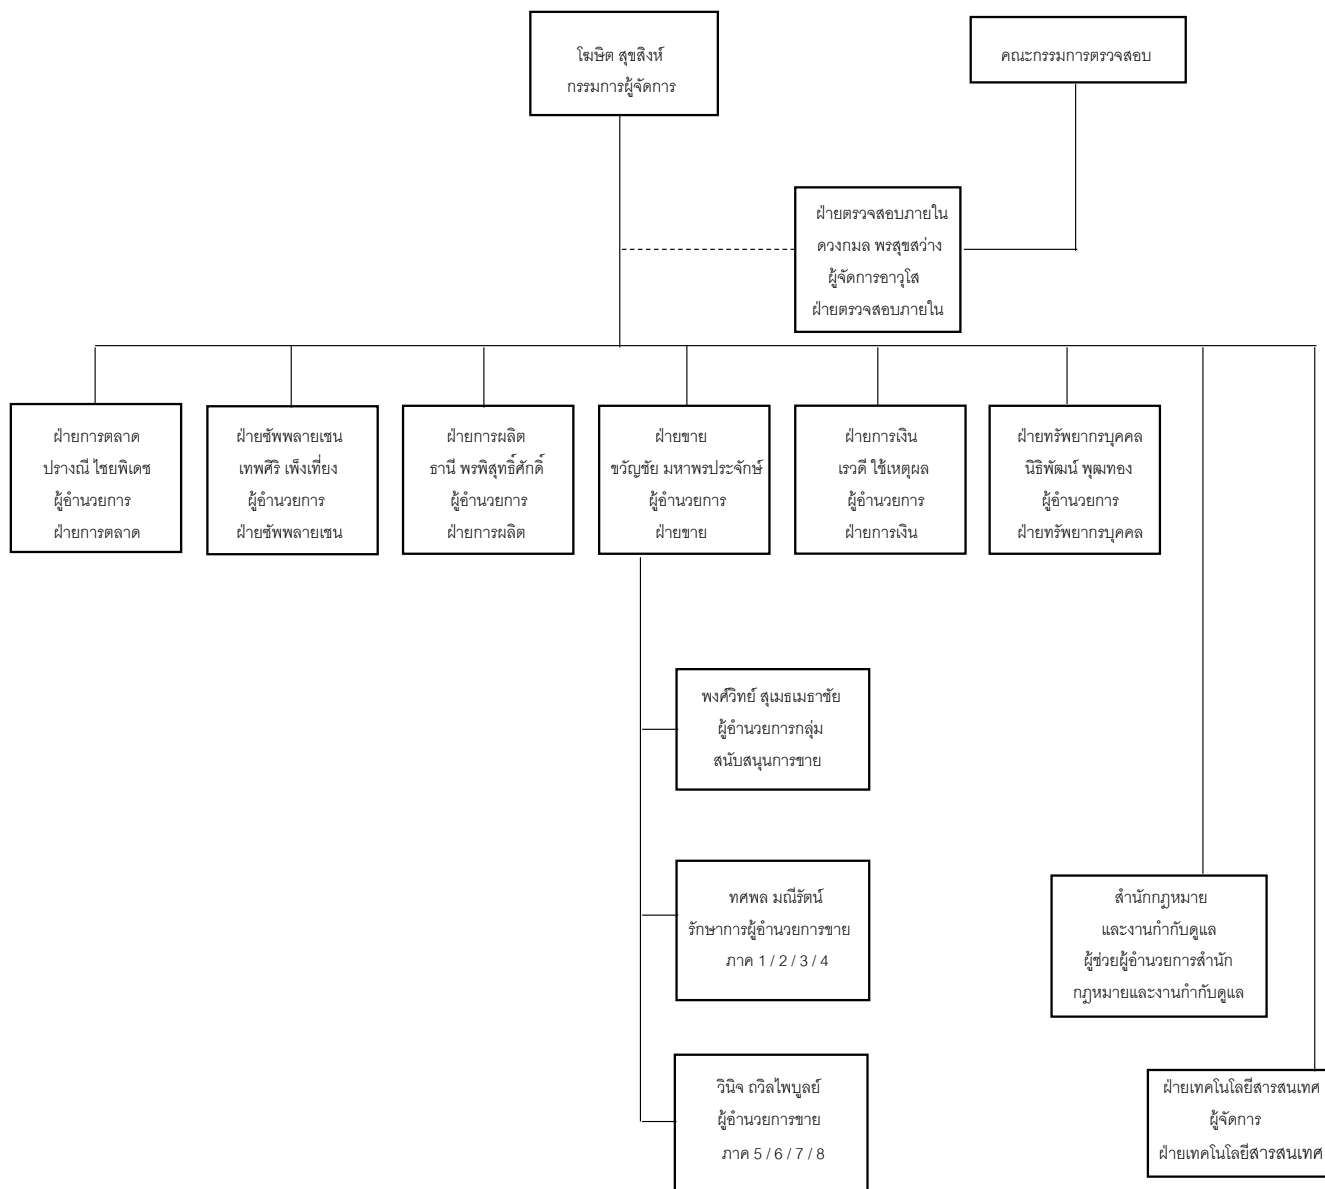 โฆษิต สุขสิงห์
กรรมการผู้จัดการ
คณะกรรมการตรวจสอบ
ฝ่ายตรวจสอบภายใน
ดวงกมล พรสุขสว่าง
ผู้จัดการอาวุโส
ฝ่ายตรวจสอบภายใน
ฝ่ายการตลาด
ปรางณี ไชยพิเดช
ผู้อำนวยการ
ฝ่ายการตลาด
ฝ่ายซัพพลายเชน
เทพศิริ เพ็งเที่ยง
ผู้อำนวยการ
ฝ่ายซัพพลายเชน
ฝ่ายการผลิต
ธานี พรพิสุทธิ์ศักดิ์
ผู้อำนวยการ
ฝ่ายการผลิต
ฝ่ายขาย
ขวัญชัย มหาพรประจักษ์
ผู้อำนวยการ
ฝ่ายขาย
ฝ่ายการเงิน
เรวดี ใช้เหตุผล
ผู้อำนวยการ
ฝ่ายการเงิน
ฝ่ายทรัพยากรบุคคล
นิธิพัฒน์ พุฒทอง
ผู้อำนวยการ
ฝ่ายทรัพยากรบุคคล
พงศ์วิทย์ สุเมธเมธาชัย
ผู้อำนวยการกลุ่ม
สนับสนุนการขาย
ทศพล มณีรัตน์
รักษาการผู้อำนวยการขาย
ภาค 1 / 2 / 3 / 4
วินิจ ถวิลไพบูลย์
ผู้อำนวยการขาย
ภาค 5 / 6 / 7 / 8
สำนักกฎหมาย
และงานกำกับดูแล
ผู้ช่วยผู้อำนวยการสำนัก
กฎหมายและงานกำกับดูแล
ฝ่ายเทคโนโลยีสารสนเทศ
ผู้จัดการ
ฝ่ายเทคโนโลยีสารสนเทศ